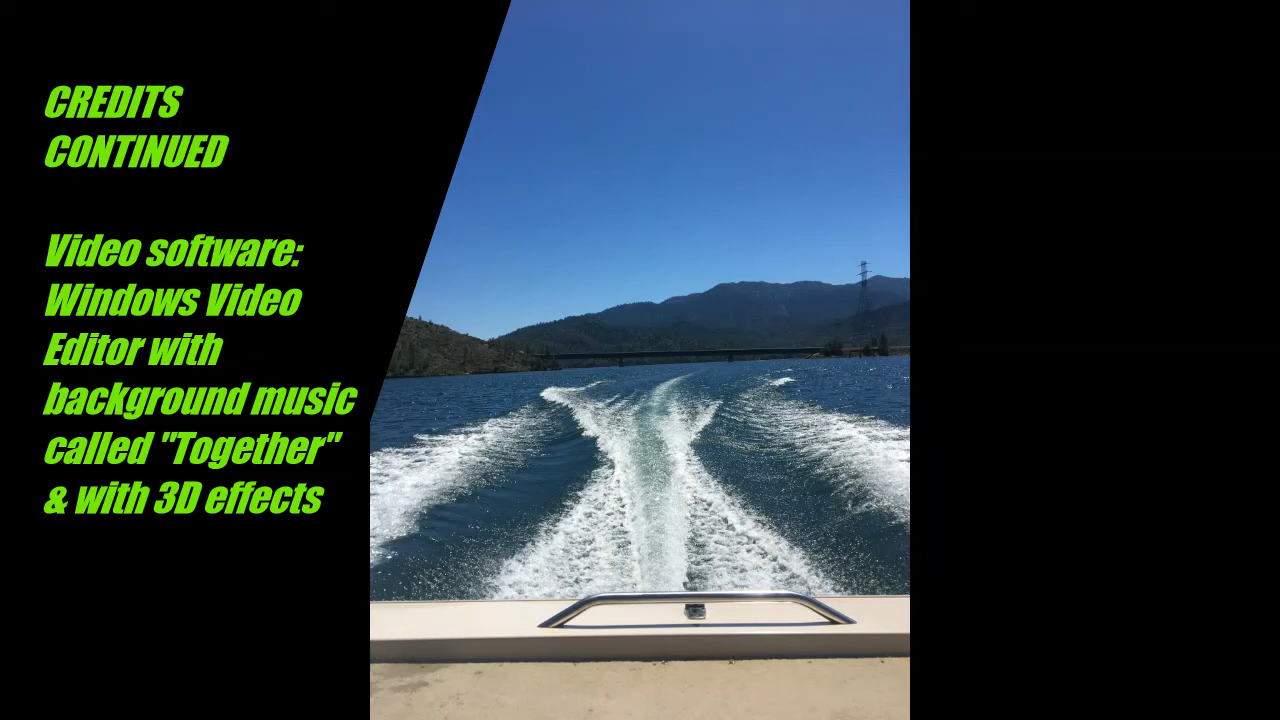 CREDITS
CONTINUED
Video software:
Windows Video
Editor with
background music
called "Together"
& with 3D effects